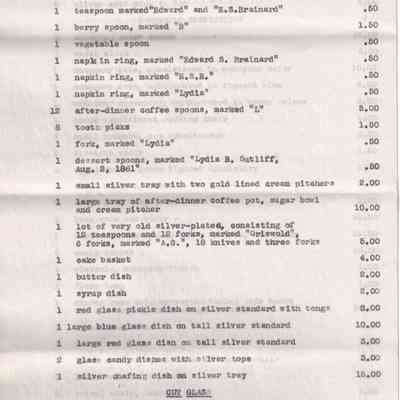 1 teaspoon marked"Edward" and "E.S.Brainard" .50
1 berry spoon, marked "B" 1.50
1 vegetable spoon .50
1 napkin ring, marked "Edward S. Brainard" .50
1 napkin ring, marked "E.S.B." .50
1 napkin ring, marked "Lydia" .50
12 after-dinner coffee spoons, marked "L" 5.00
8 tooth picks 1.50
1 fork, marked "Lydia" .50
1 dessert spoons, marked "Lydia B. Sutliff,
Aug. 2, 1861" .50
1 small silver tray with two gold lined cream pitchers 2.00
1 large tray of after-dinner coffee pot, sugar bowl
and cream pitcher 10.00
1 lot of very old silver-plated, consisting of
12 teaspoons and 12 forks, marked "Griswold",
6 forks, marked "A.G.", 18 knives and three forks 5.00
1 cake basket 4.00
1 butter dish 2.00
1 syrup dish 2.00
1 red glass pickle dish on silver standard with tongs 5.00
1 large blue glass dish on tall silver standard 10.00
1 large red glass dish on tall silver standard 5.00
2 glass candy dishes with silver tops 5.00
1 silver chafing dish on silver tray 15.00
CUT GLASS